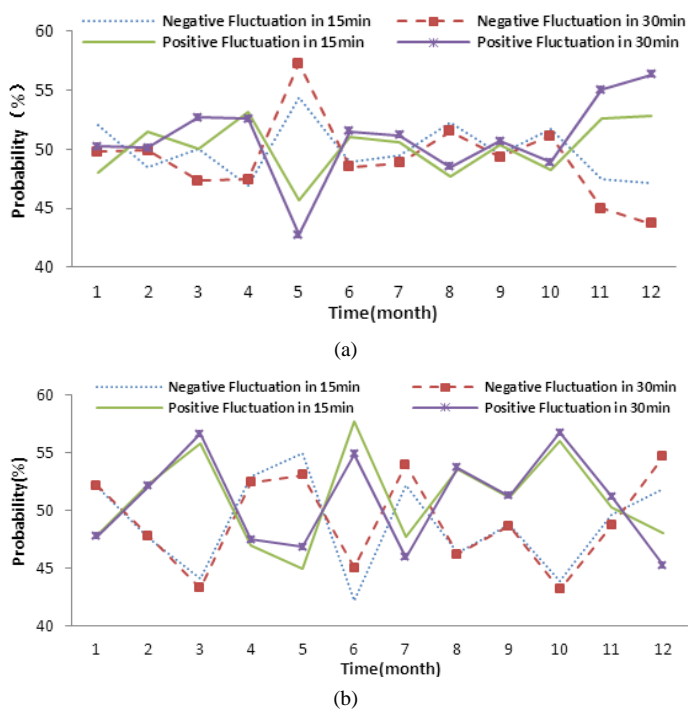 Negative Fluctuation in 15min
Negative Fluctuation in 30min
Positive Fluctuation in 15min
Positive Fluctuation in 30min
Probability (%)
60
55
50
45
40
1 2 3 4 5 6 7 8 9 10 11 12
Time(month)
(a)
Negative Fluctuation in 15min
Negative Fluctuation in 30min
Positive Fluctuation in 15min
Positive Fluctuation in 30min
Probability(%)
60
55
50
45
40
1 2 3 4 5 6 7 8 9 10 11 12
Time(month)
(b)